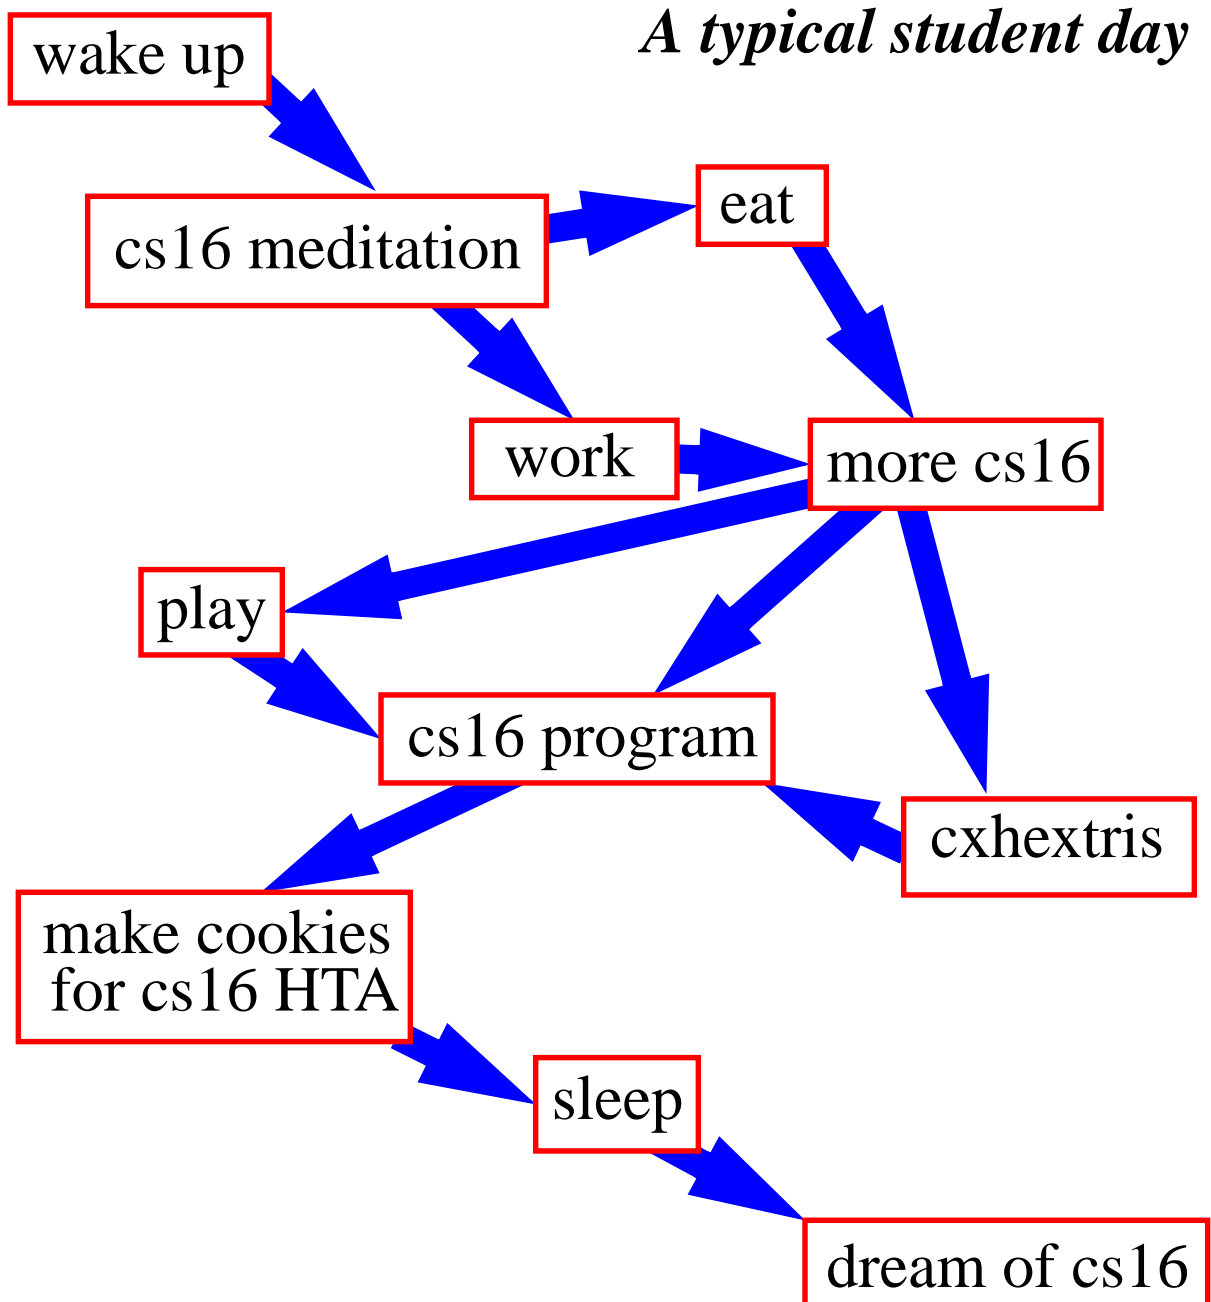 A typical student day
wake up
eat
cs16 meditation
work
more cs16
play
cs16 program
cxhextris
make cookies
for cs16 HTA
sleep
dream of cs16